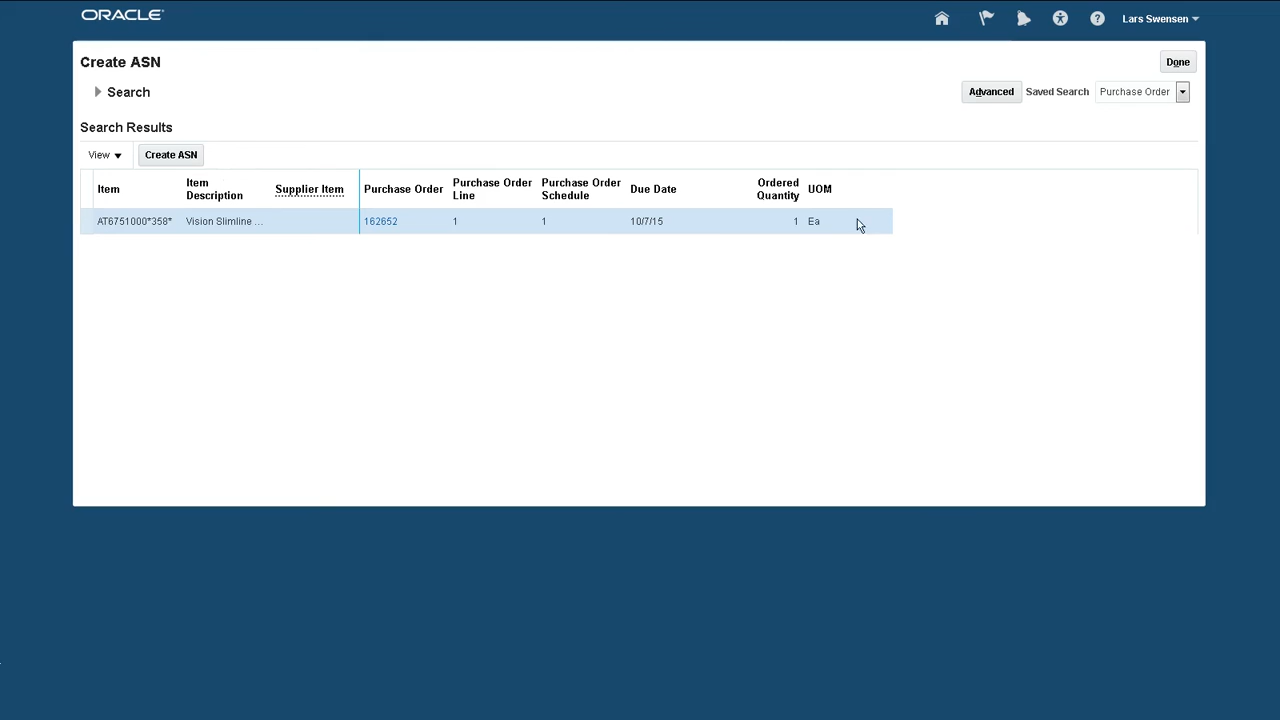 ORACLE
Lars Swensen
Create ASN
Done
Search
Advanced Saved Search Purchase Order
Search Results
View Create ASN
Item Item Description Supplier Item Purchase Order Purchase Order Line Purchase Order Schedule Due Date Ordered Quantity UOM
AT6751000*358* Vision Slimline ... 162652 1 1 10/7/15 1 Ea